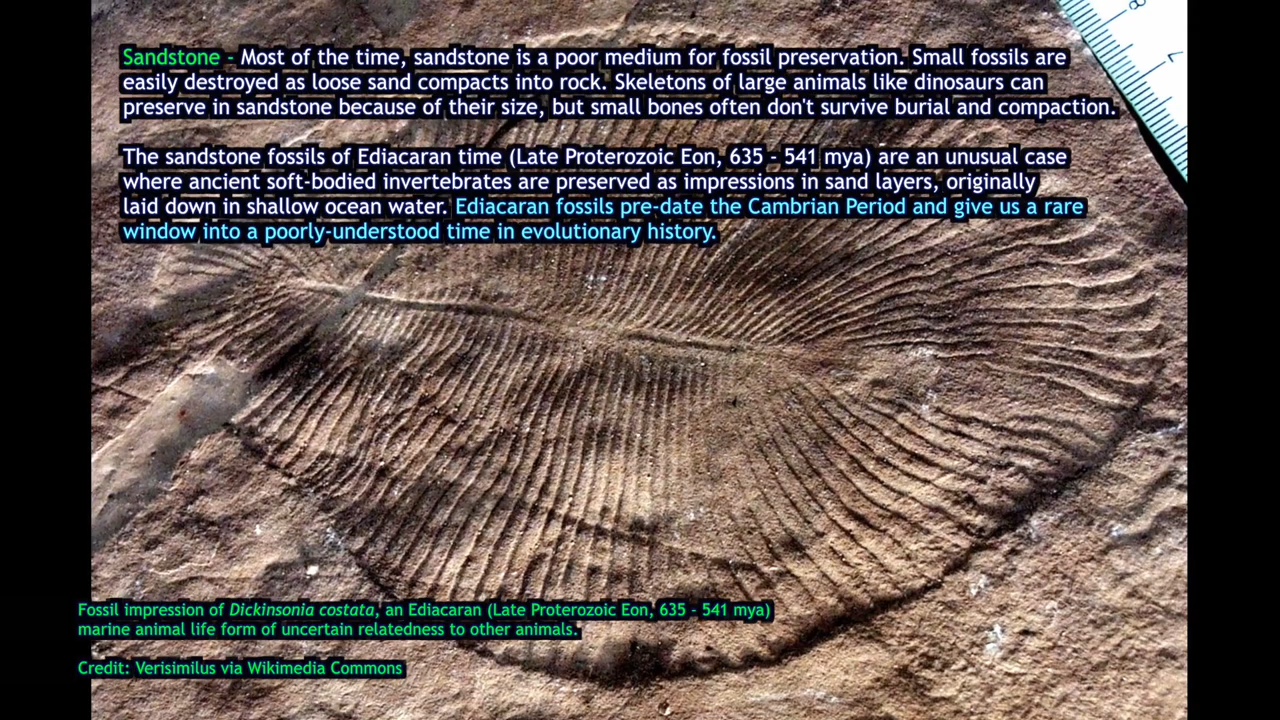 Sandstone - Most of the time, sandstone is a poor medium for fossil preservation. Small fossils are
easily destroyed as loose sand compacts into rock. Skeletons of large animals like dinosaurs can
preserve in sandstone because of their size, but small bones often don't survive burial and compaction.
The sandstone fossils of Ediacaran time (Late Proterozoic Eon, 635 - 541 mya) are an unusual case
where ancient soft-bodied invertebrates are preserved as impressions in sand layers, originally
laid down in shallow ocean water. Ediacaran fossils pre-date the Cambrian Period and give us a rare
window into a poorly-understood time in evolutionary history.
Fossil impression of Dickinsonia costata, an Ediacaran (Late Proterozoic Eon, 635 - 541 mya)
marine animal life form of uncertain relatedness to other animals.
Credit: Verisimilus via Wikimedia Commons
8
7